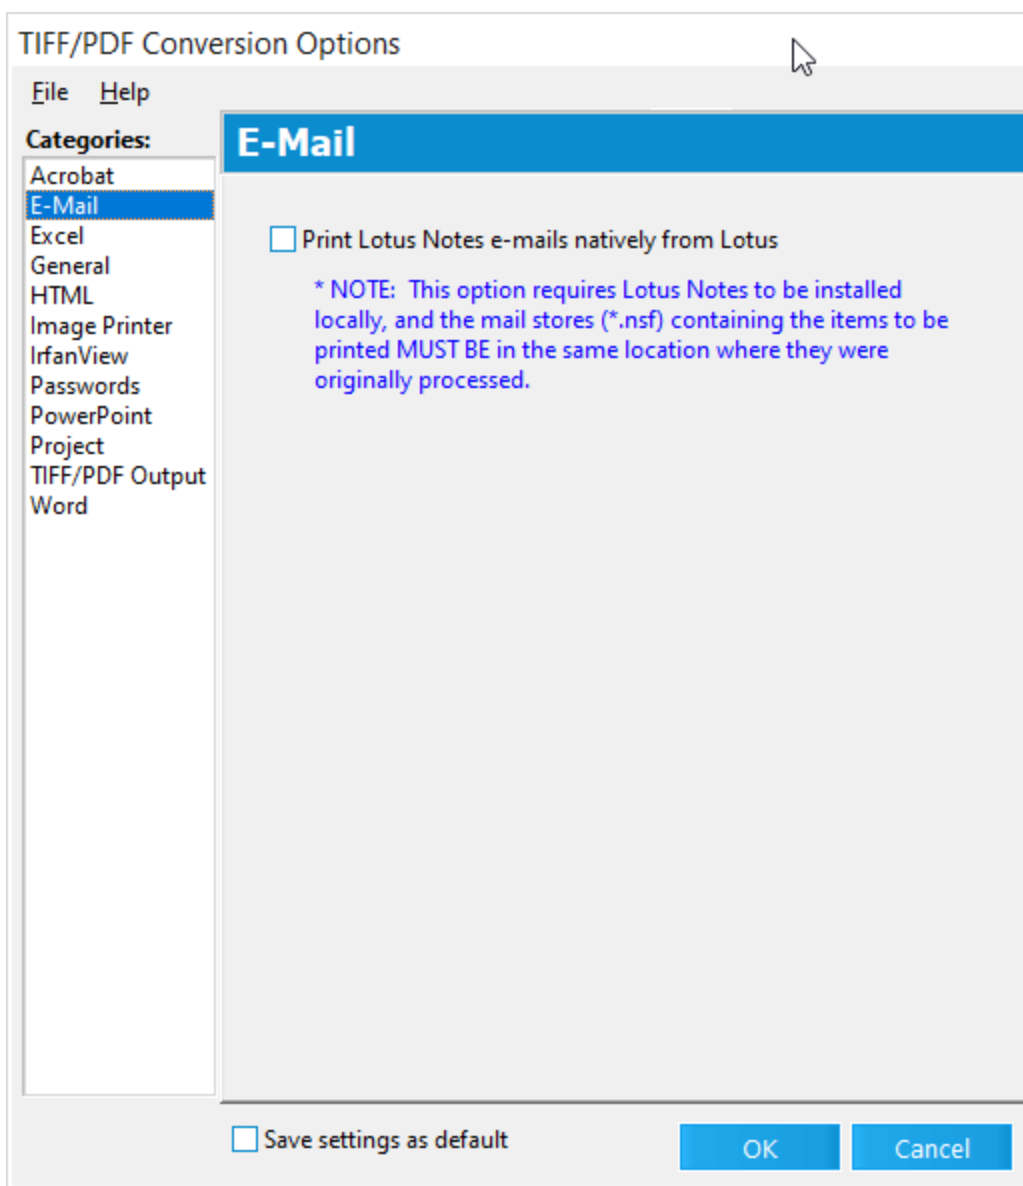 TIFF/PDF Conversion Options
File Help
Categories:
E-Mail
Acrobat
E-Mail
Excel
General
HTML
Image Printer
IrfanView
Passwords
PowerPoint
Project
TIFF/PDF Output
Word
Print Lotus Notes e-mails natively from Lotus
* NOTE: This option requires Lotus Notes to be installed
locally, and the mail stores (*.nsf) containing the items to be
printed MUST BE in the same location where they were
originally processed.
Save settings as default
OK
Cancel